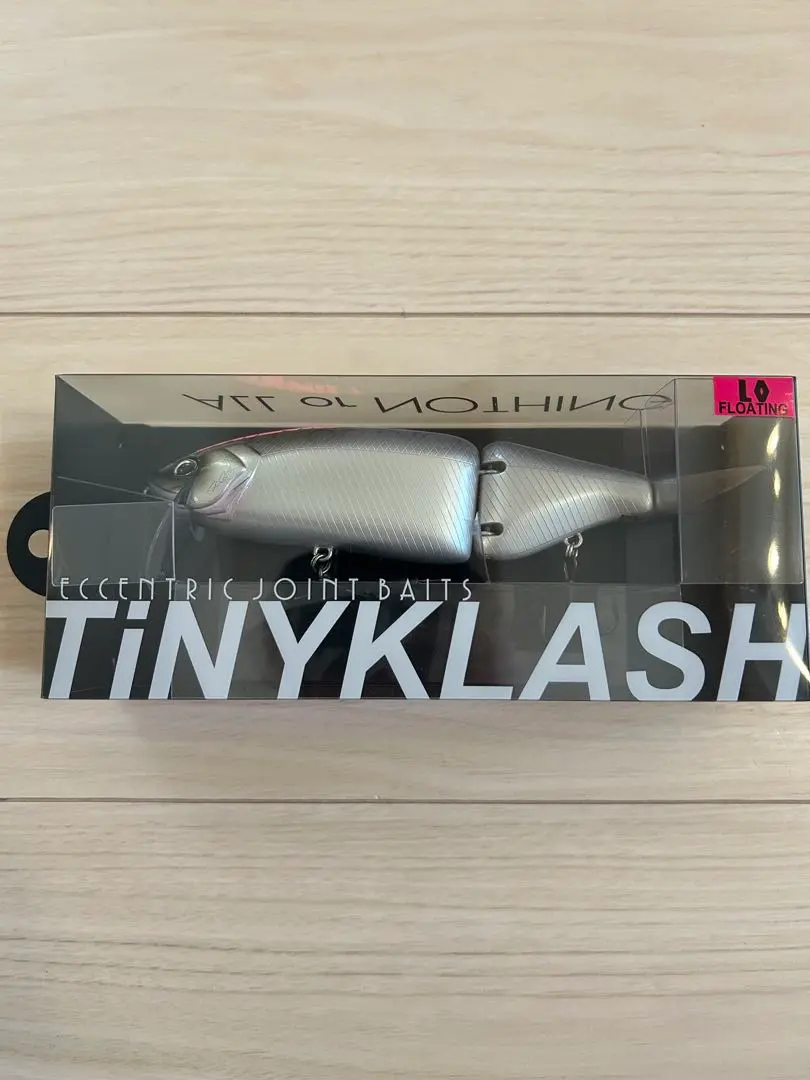 ALL or NOTHING
LO
FLOATING
ECCENTRIC JOINT BAITS
TiNYKLASH